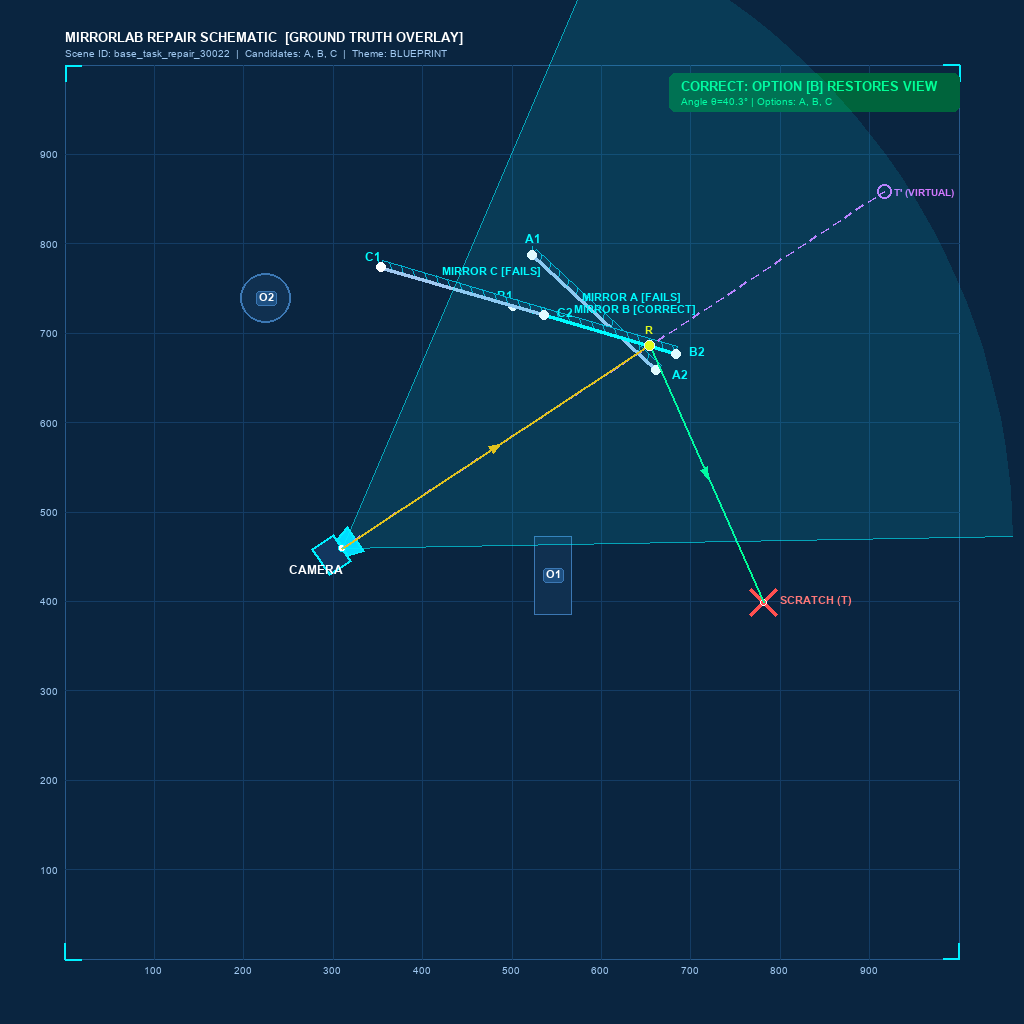 MIRRORLAB REPAIR SCHEMATIC [GROUND TRUTH OVERLAY]
Scene ID: base_task_repair_30022 | Candidates: A, B, C | Theme: BLUEPRINT
CORRECT: OPTION [B] RESTORES VIEW
Angle θ=40.3° | Options: A, B, C
900
T' (VIRTUAL)
800
A1
C1
MIRROR C [FAILS]
O2
B1
MIRROR A [FAILS]
C2
MIRROR B [CORRECT]
700
R
B2
A2
600
500
CAMERA
O1
400
SCRATCH (T)
300
200
100
100
200
300
400
500
600
700
800
900